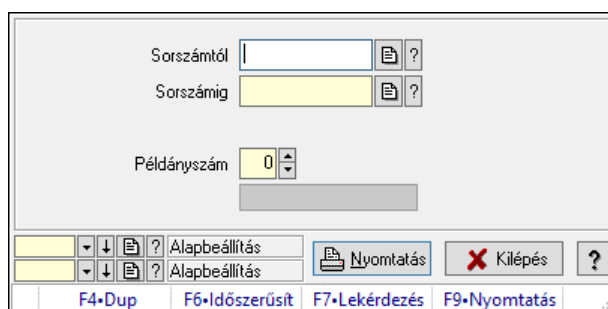 Sorszámtól ?
Sorszámig ?
Példányszám 0
? Alapbeállítás
? Alapbeállítás
Nyomtatás Kilépés ?
F4•Dup F6•Időszerűsít F7•Lekérdezés F9•Nyomtatás